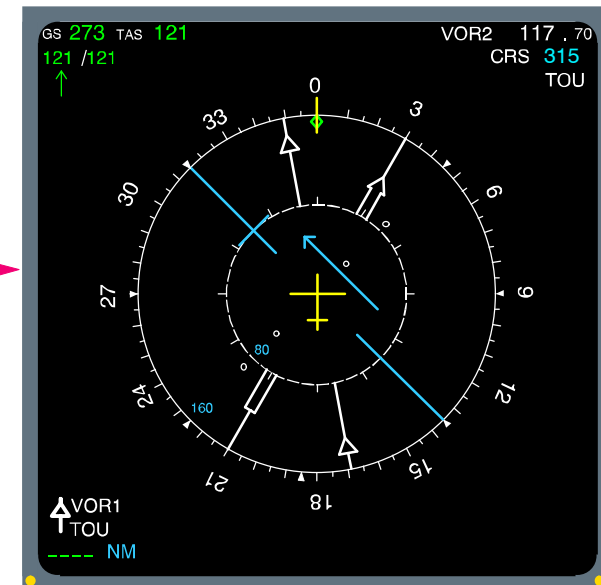 GS 273 TAS 121
VOR2 117 . 70
121 /121
CRS 315
TOU
0
3
6
9
12
15
18
21
24
27
30
33
80
160
VOR1
TOU
---- NM